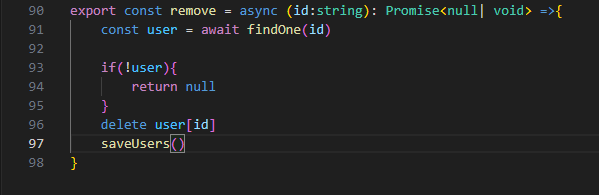 90 export const remove = async (id:string): Promise<null| void> =>{
91 const user = await findOne(id)
92
93 if(!user){
94 return null
95 }
96 delete user[id]
97 saveUsers()
98 }